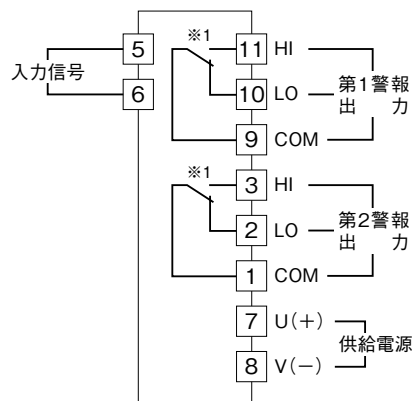 ※1
5
11 HI
入力信号
6
10 LO
第1警報
出 力
9 COM
※1
3 HI
2 LO
第2警報
出 力
1 COM
7 U(+)
供給電源
8 V(−)